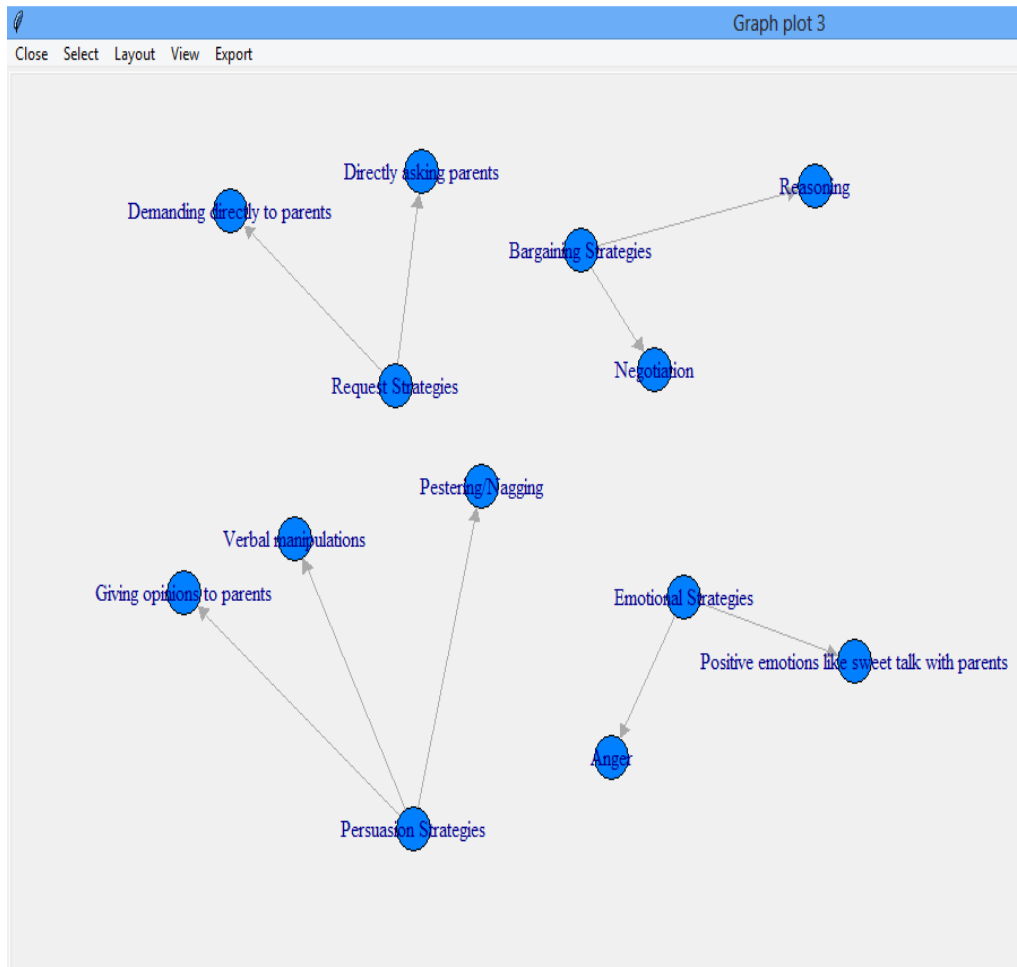 Graph plot 3
Close Select Layout View Export
Directly asking parents
Reasoning
Demanding directly to parents
Bargaining Strategies
Negotiation
Request Strategies
Pestering/Nagging
Verbal manipulations
Giving opinions to parents
Emotional Strategies
Positive emotions like sweet talk with parents
Anger
Persuasion Strategies